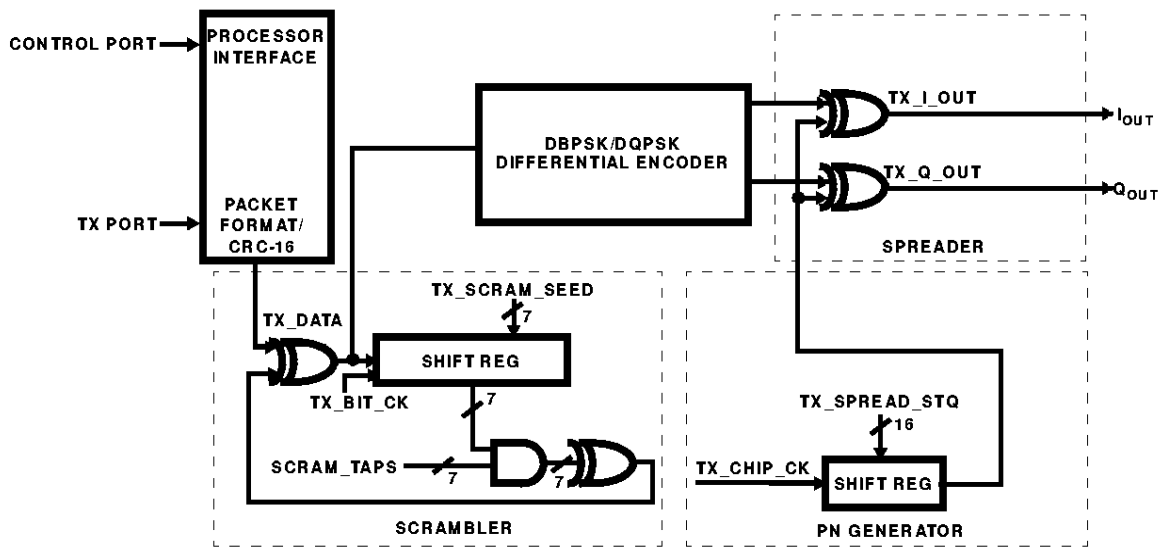 CONTROL PORT
PROCESSOR
INTERFACE
PACKET
FORMAT/
CRC-16
TX PORT
DBPSK/DQPSK
DIFFERENTIAL ENCODER
TX_I_OUT
IOUT
TX_Q_OUT
QOUT
SPREADER
TX_DATA
TX_SCRAM_SEED
7
SHIFT REG
TX_BIT_CK
7
SCRAM_TAPS
7
7
SCRAMBLER
TX_SPREAD_STQ
16
TX_CHIP_CK
SHIFT REG
PN GENERATOR